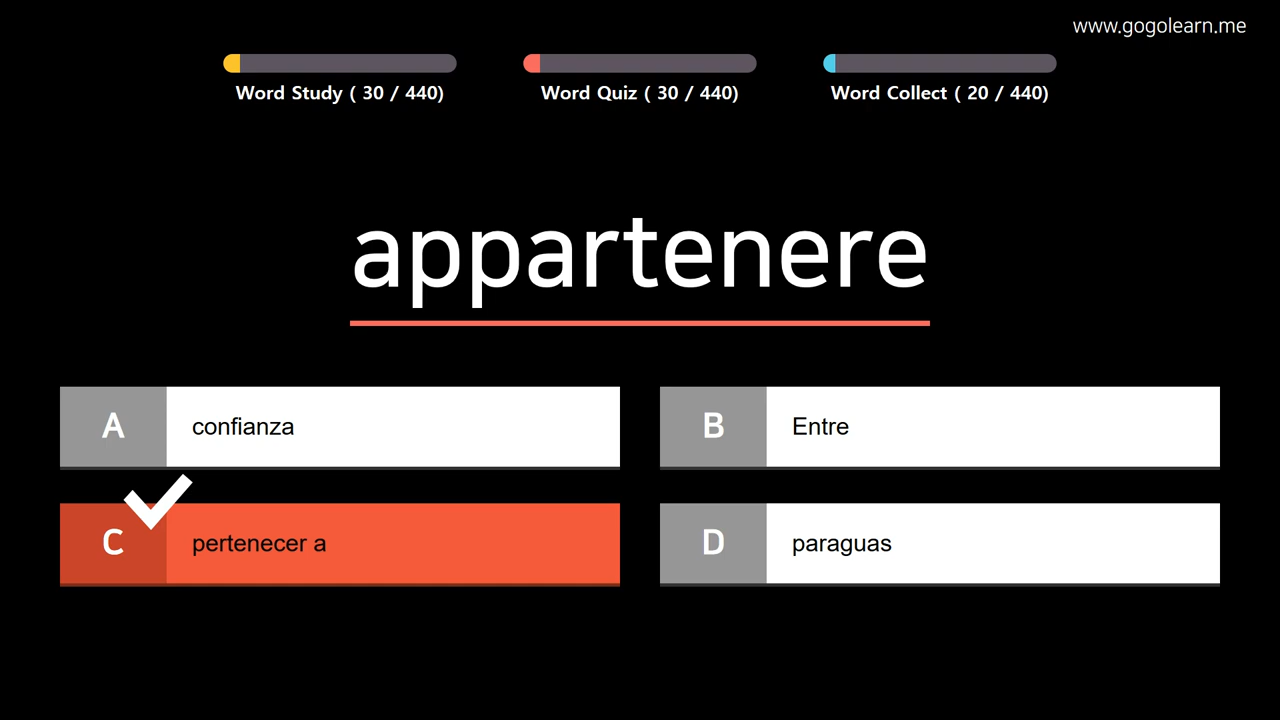 www.gogolearn.me
Word Study ( 30 / 440)
Word Quiz ( 30 / 440)
Word Collect ( 20 / 440)
appartenere
A
confianza
B
Entre
C
pertenecer a
D
paraguas